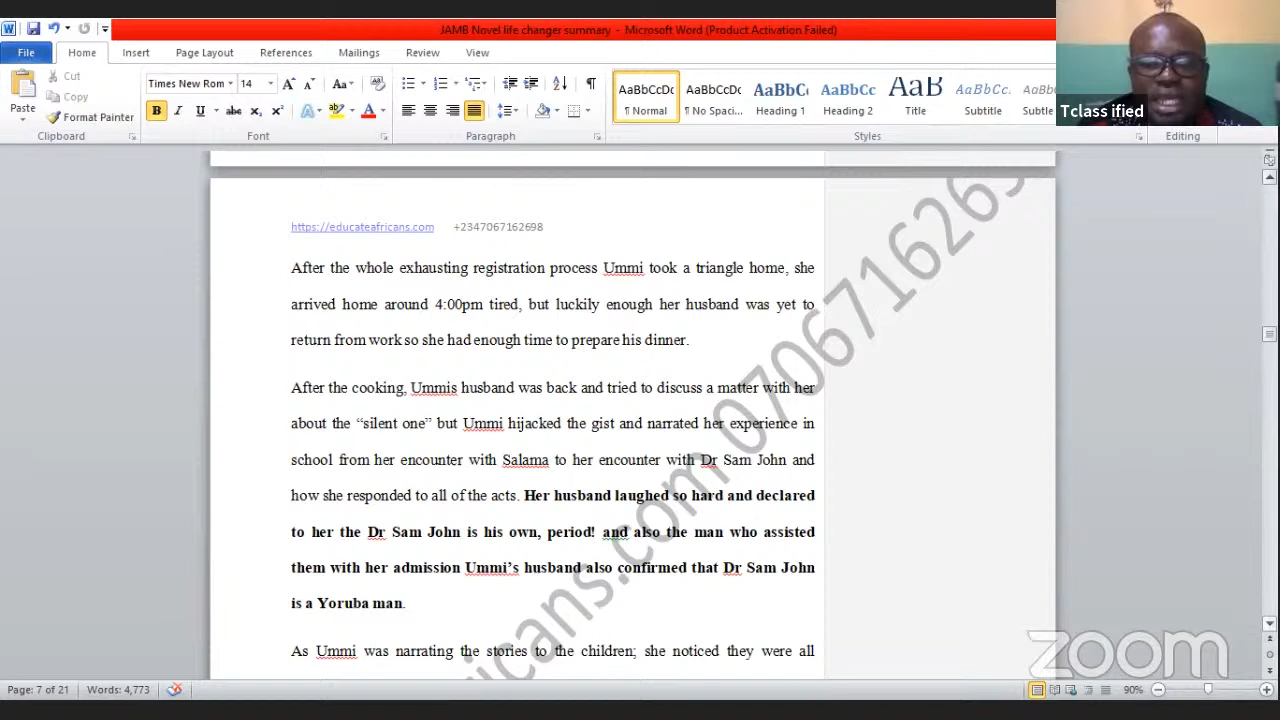 JAMB Novel life changer summary - Microsoft Word (Product Activation Failed)
File Home Insert Page Layout References Mailings Review View
Cut
Copy
Paste
Format Painter
Clipboard
Times New Rom 14
Font
Paragraph
AaBbCcDc AaBbCcDc AaBbC AaBbCc AaB AaBbCc. AaBbC
¶ Normal ¶ No Spaci... Heading 1 Heading 2 Title Subtitle Subtle
Styles
Editing
Tclass ified
https://educateafricans.com +2347067162698
After the whole exhausting registration process Ummi took a triangle home, she
arrived home around 4:00pm tired, but luckily enough her husband was yet to
return from work so she had enough time to prepare his dinner.
After the cooking, Ummis husband was back and tried to discuss a matter with her
about the “silent one” but Ummi hijacked the gist and narrated her experience in
school from her encounter with Salama to her encounter with Dr Sam John and
how she responded to all of the acts. Her husband laughed so hard and declared
to her the Dr Sam John is his own, period! and also the man who assisted
them with her admission Ummi’s husband also confirmed that Dr Sam John
is a Yoruba man.
As Ummi was narrating the stories to the children; she noticed they were all
icans.com 0706716269
zoom
Page: 7 of 21 Words: 4,773
90%